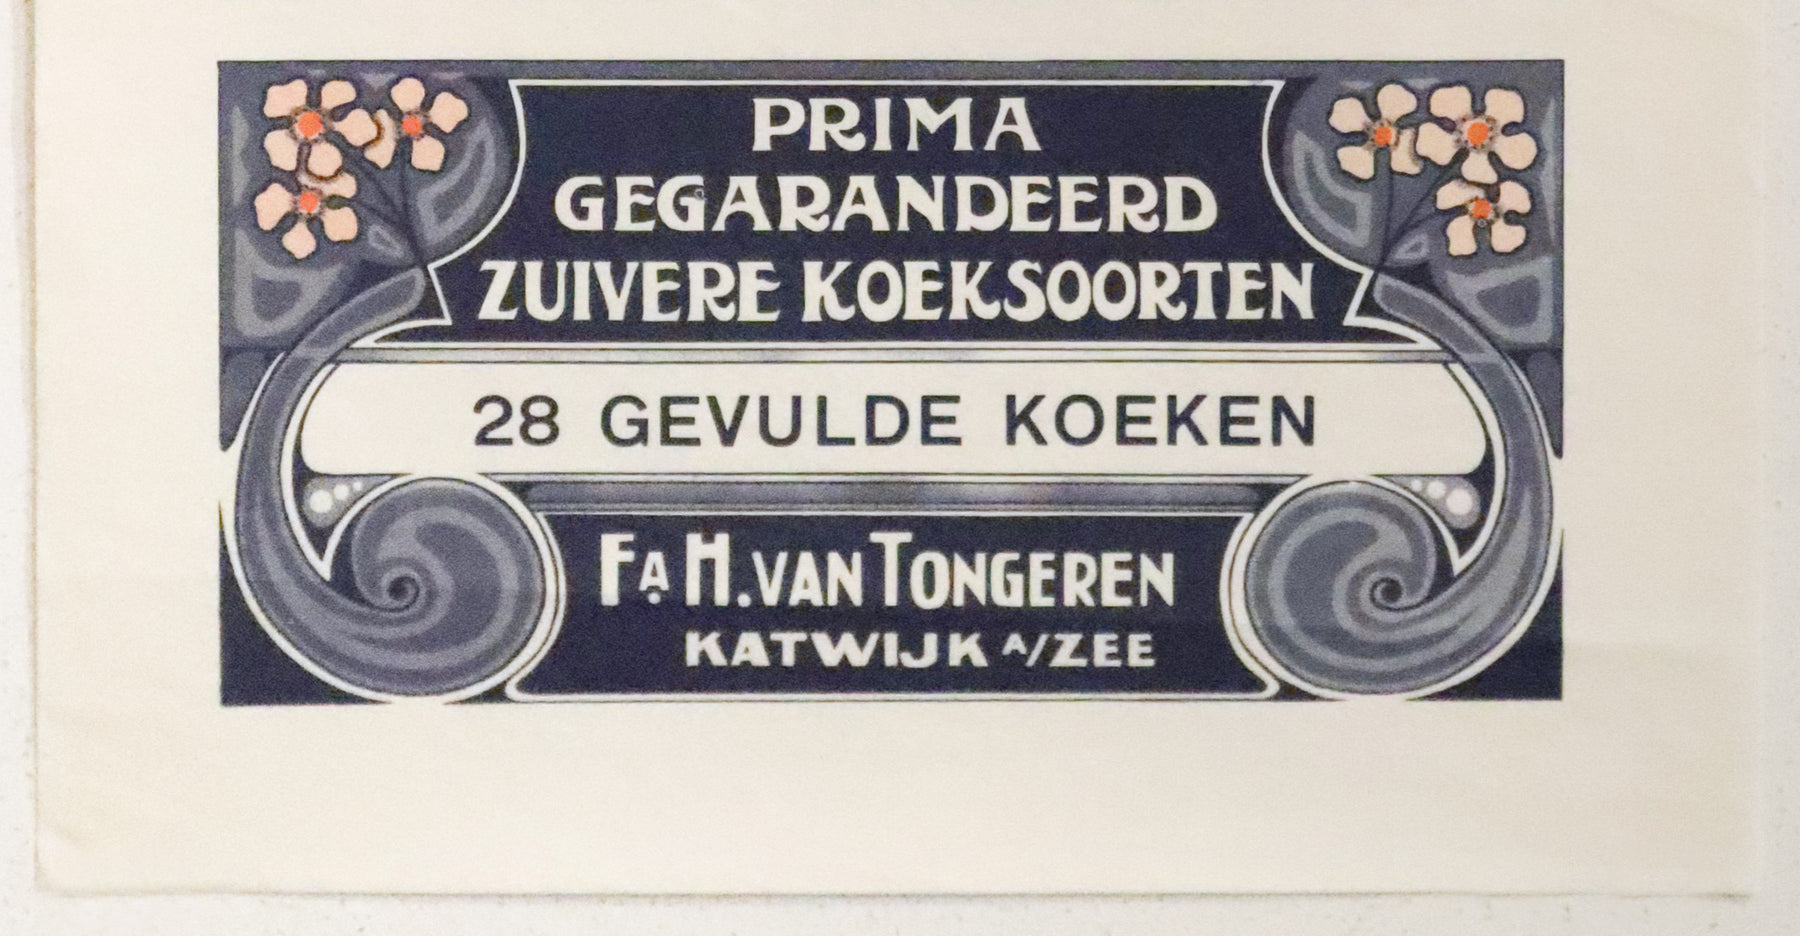 PRIMA
GEGARANDEERD
ZUIVERE KOEKSOORTEN
28 GEVULDE KOEKEN
FA H. VAN TONGEREN
KATWIJK A/ZEE